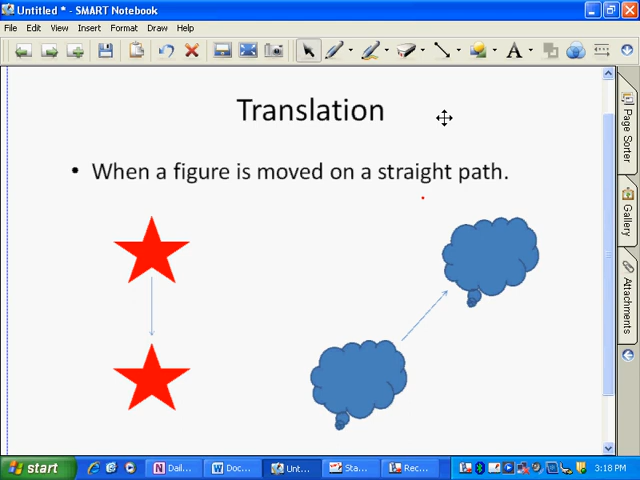 Untitled * - SMART Notebook
File Edit View Insert Format Draw Help
Translation
• When a figure is moved on a straight path.
Page Sorter
Gallery
Attachments
start
Dail...
Doc...
Unt...
Sta...
Rec...
3:18 PM